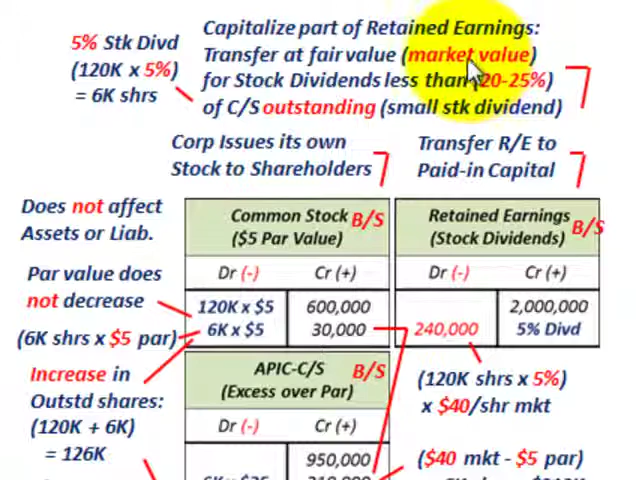 Capitalize part of Retained Earnings:
5% Stk Divd
Transfer at fair value (market value)
(120K x 5%)
for Stock Dividends less than (20-25%)
= 6K shrs
of C/S outstanding (small stk dividend)
Corp Issues its own
Stock to Shareholders
Transfer R/E to
Paid-in Capital
Does not affect
Assets or Liab.
Common Stock B/S
($5 Par Value)
Retained Earnings B/S
(Stock Dividends)
Dr (-) Cr (+)
Dr (-) Cr (+)
Par value does
not decrease
120K x $5 600,000
2,000,000
(6K shrs x $5 par)
6K x $5 30,000
240,000 5% Divd
Increase in
Outstd shares:
(120K + 6K)
= 126K
APIC-C/S B/S
(Excess over Par)
Dr (-) Cr (+)
950,000
(120K shrs x 5%)
x $40/shr mkt
($40 mkt - $5 par)